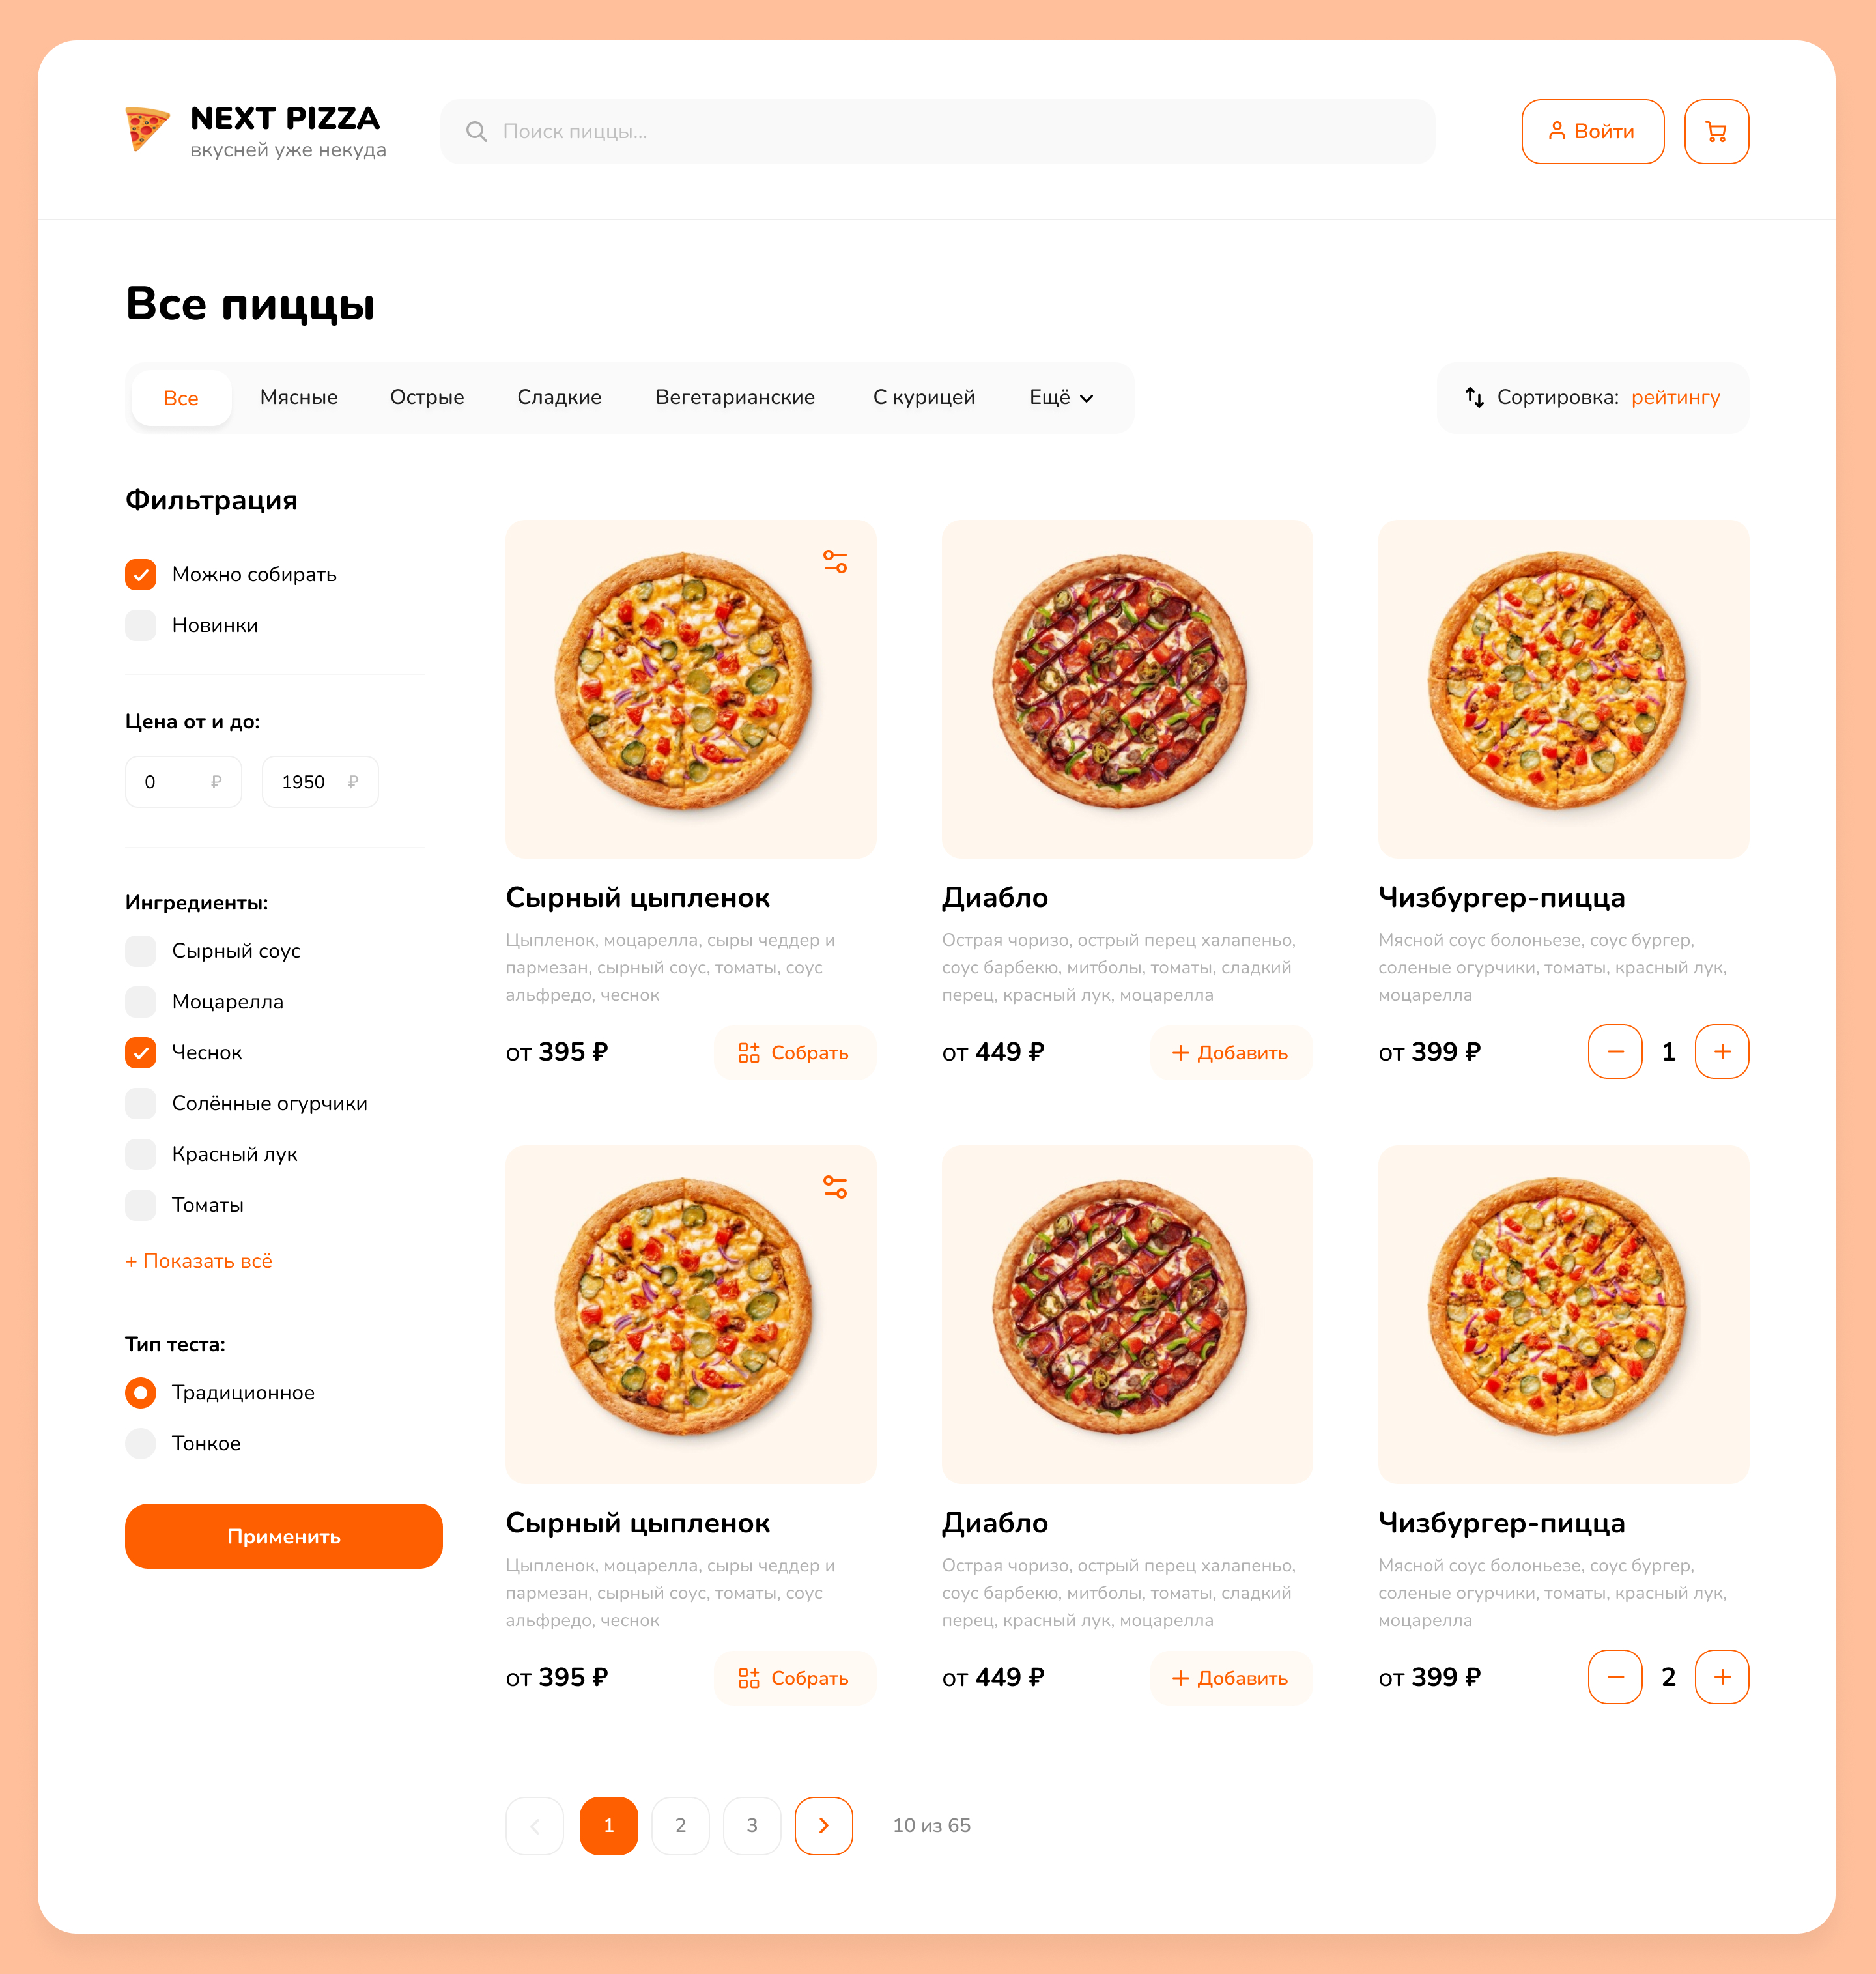 NEXT PIZZA
вкусней уже некуда
Поиск пиццы...
Войти
Все пиццы
Все
Мясные
Острые
Сладкие
Вегетарианские
С курицей
Ещё
Сортировка: рейтингу
Фильтрация
Можно собирать
Новинки
Цена от и до:
0 ₽
1950 ₽
Ингредиенты:
Сырный соус
Моцарелла
Чеснок
Солённые огурчики
Красный лук
Томаты
+ Показать всё
Тип теста:
Традиционное
Тонкое
Применить
Сырный цыпленок
Цыпленок, моцарелла, сыры чеддер и
пармезан, сырный соус, томаты, соус
альфредо, чеснок
от 395 ₽
Собрать
Диабло
Острая чоризо, острый перец халапеньо,
соус барбекю, митболы, томаты, сладкий
перец, красный лук, моцарелла
от 449 ₽
+ Добавить
Чизбургер-пицца
Мясной соус болоньезе, соус бургер,
соленые огурчики, томаты, красный лук,
моцарелла
от 399 ₽
− 1 +
Сырный цыпленок
Цыпленок, моцарелла, сыры чеддер и
пармезан, сырный соус, томаты, соус
альфредо, чеснок
от 395 ₽
Собрать
Диабло
Острая чоризо, острый перец халапеньо,
соус барбекю, митболы, томаты, сладкий
перец, красный лук, моцарелла
от 449 ₽
+ Добавить
Чизбургер-пицца
Мясной соус болоньезе, соус бургер,
соленые огурчики, томаты, красный лук,
моцарелла
от 399 ₽
− 2 +
1
2
3
10 из 65